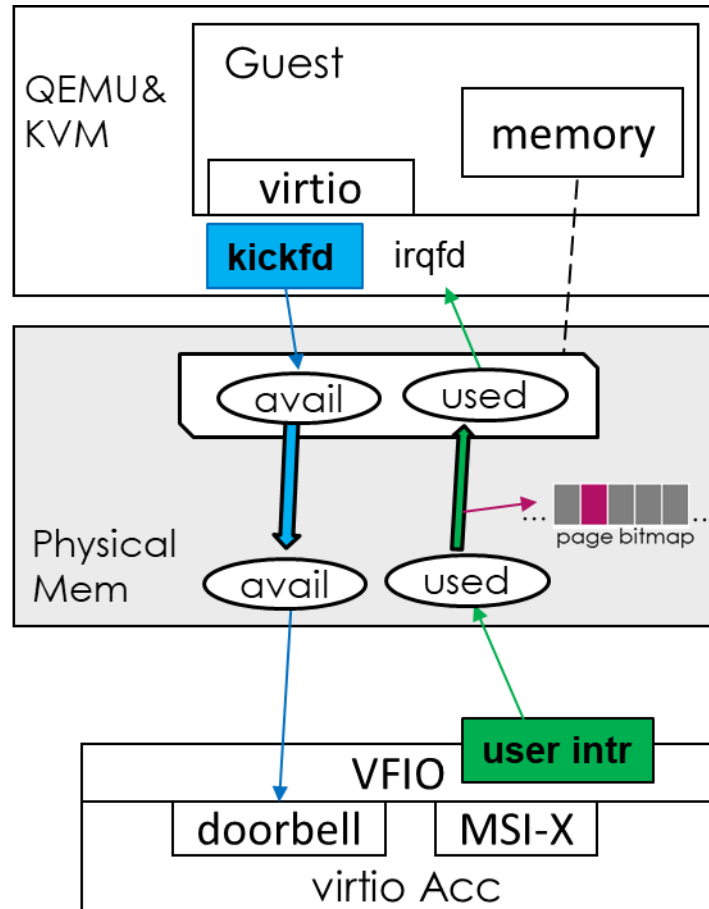 Guest
QEMU&
KVM
memory
virtio
kickfd
irqfd
avail
used
...
...
page bitmap
Physical
Mem
avail
used
user intr
VFIO
doorbell
MSI-X
virtio Acc